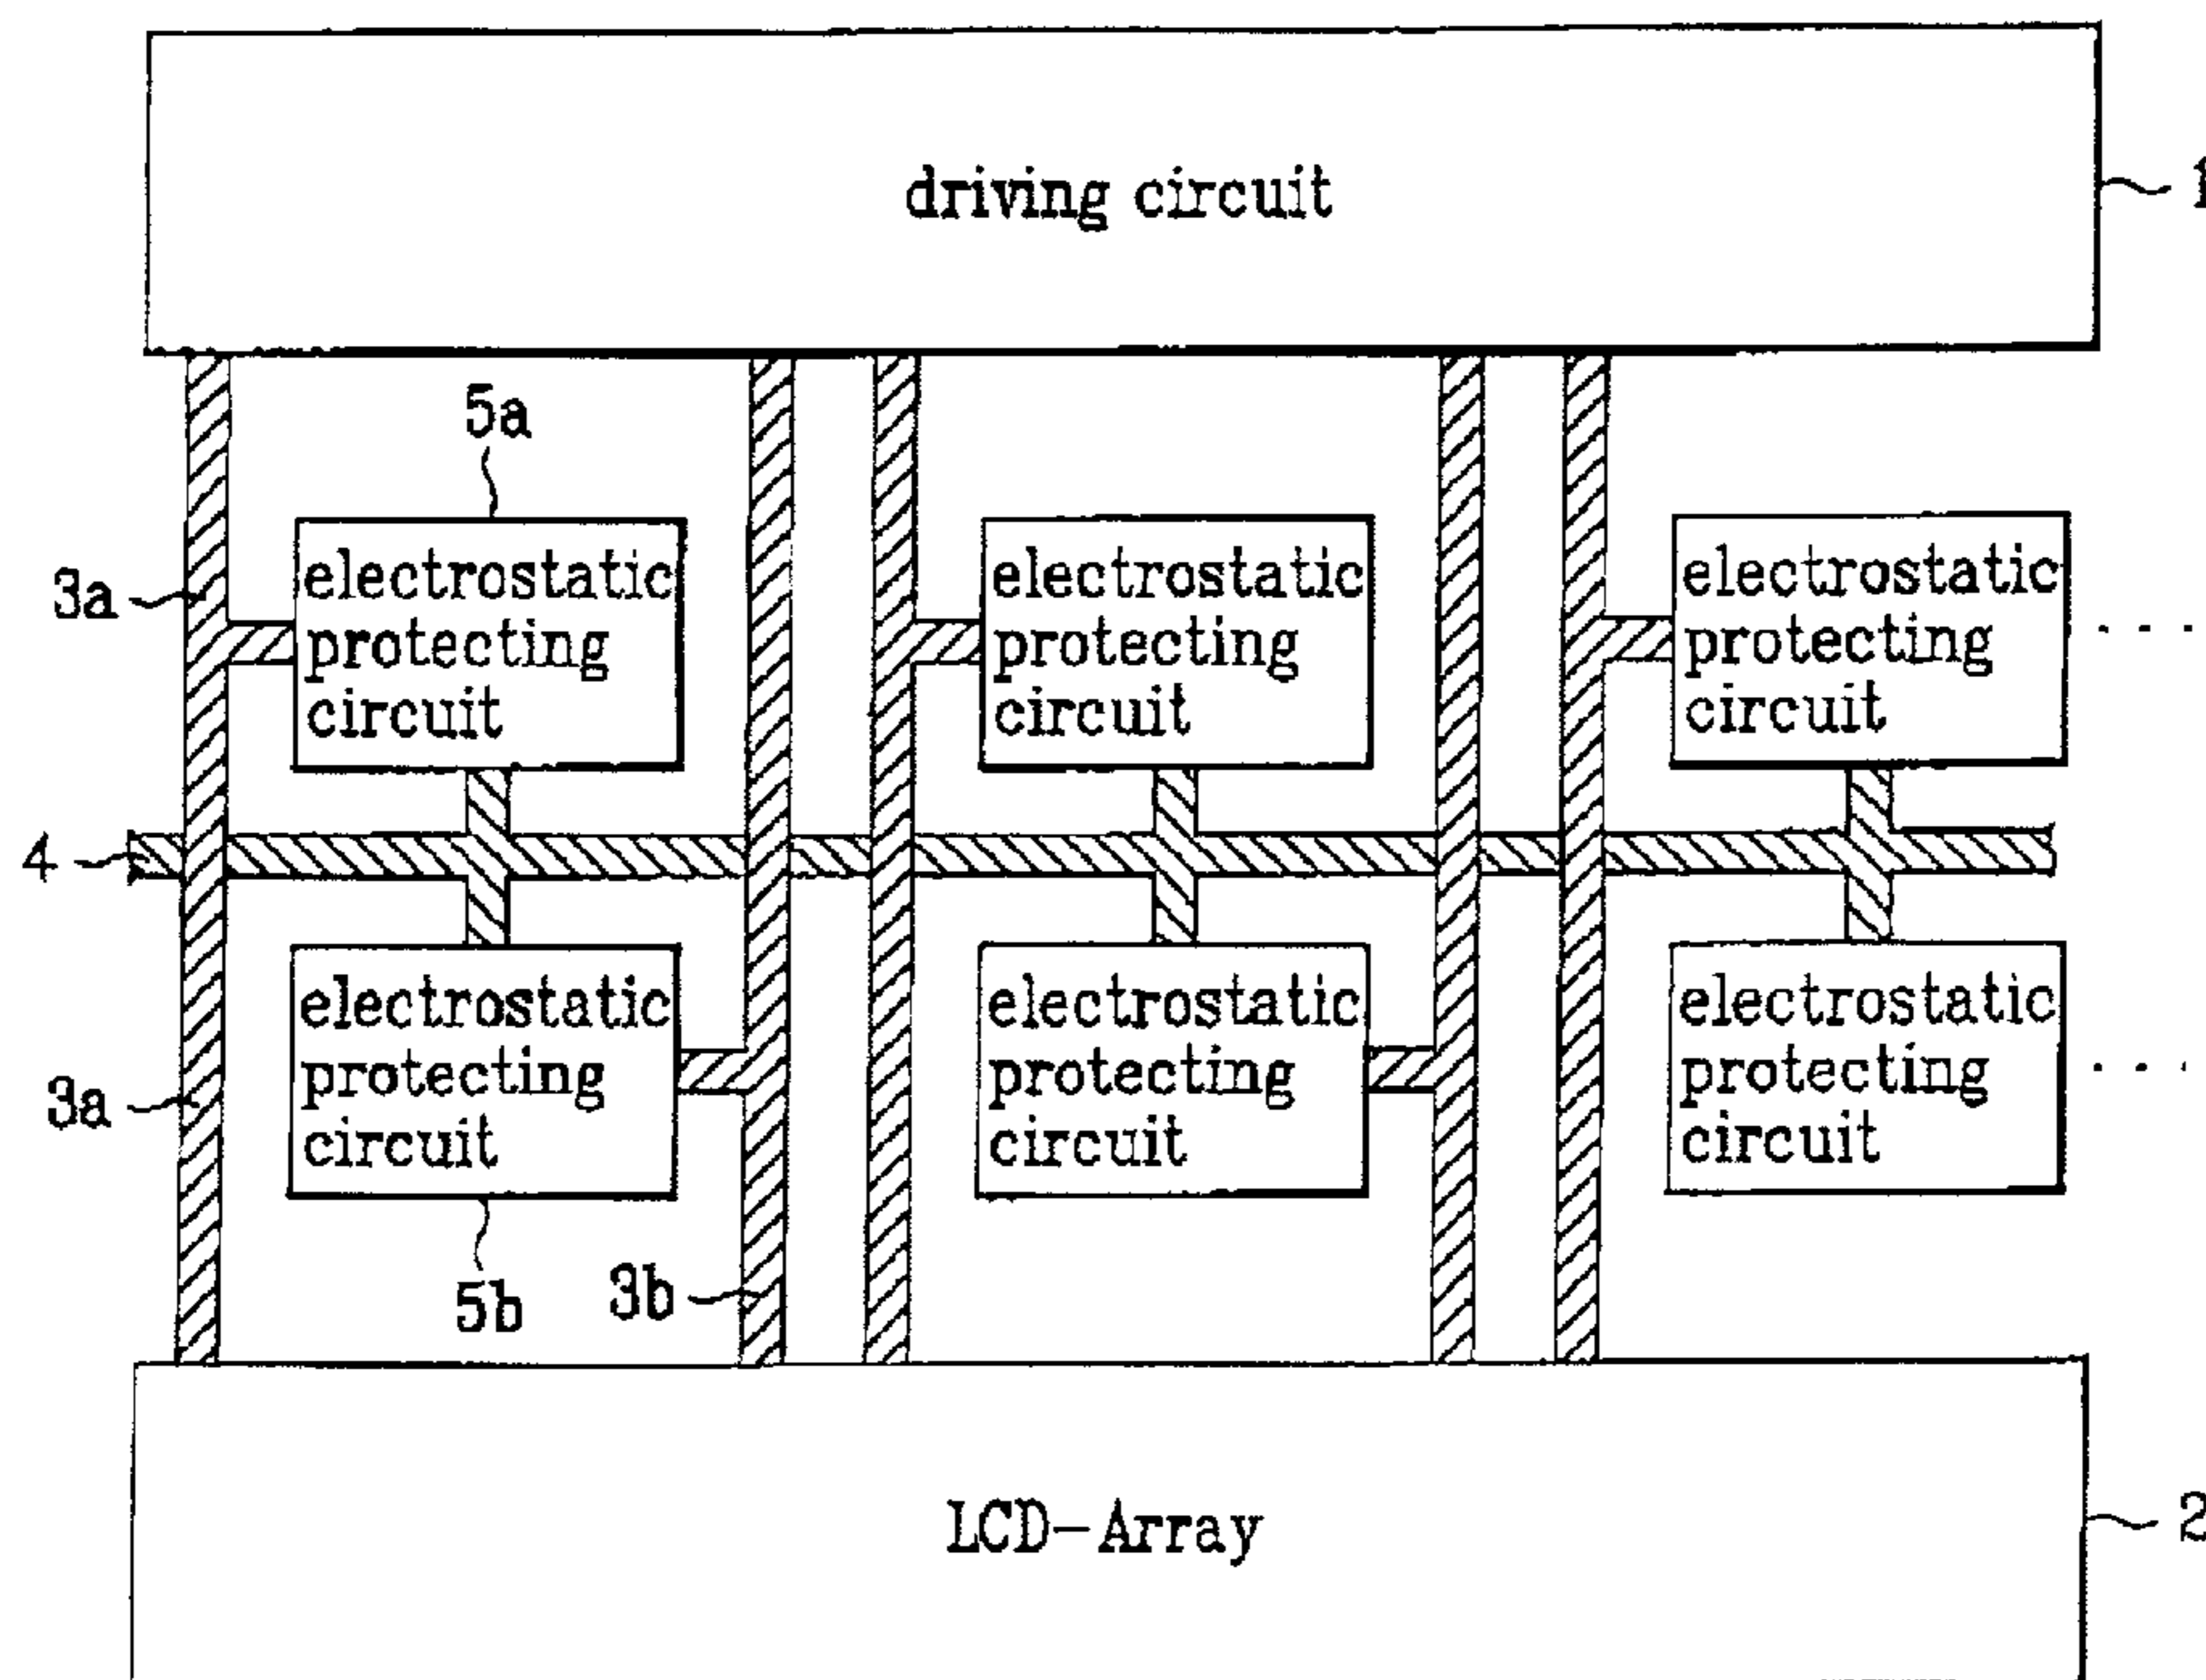 driving circuit
1
5a
3a
electrostatic
protecting
circuit
electrostatic
protecting
circuit
electrostatic
protecting
circuit
. . .
4
3a
electrostatic
protecting
circuit
electrostatic
protecting
circuit
electrostatic
protecting
circuit
. . .
5b
3b
LCD-Array
2